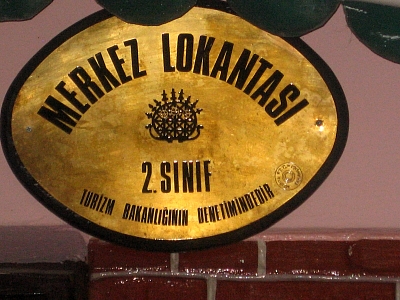 MERKEZ LOKANTASI
2. SINIF
TURİZM BAKANLIĞININ DENETİMİNDEDİR